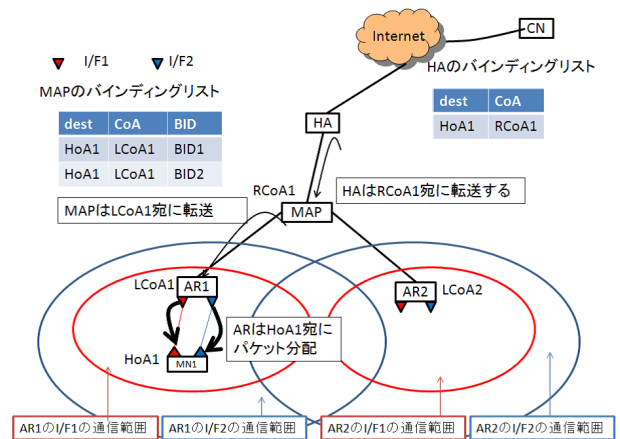 Internet
CN
I/F1
I/F2
MAPのバインディングリスト
dest CoA BID
HoA1 LCoA1 BID1
HoA1 LCoA1 BID2
HAのバインディングリスト
dest CoA
HoA1 RCoA1
HA
RCoA1
MAP
HAはRCoA1宛に転送する
MAPはLCoA1宛に転送
LCoA1
AR1
AR2
LCoA2
ARはHoA1宛に
パケット分配
HoA1
MN1
AR1のI/F1の通信範囲
AR1のI/F2の通信範囲
AR2のI/F1の通信範囲
AR2のI/F2の通信範囲